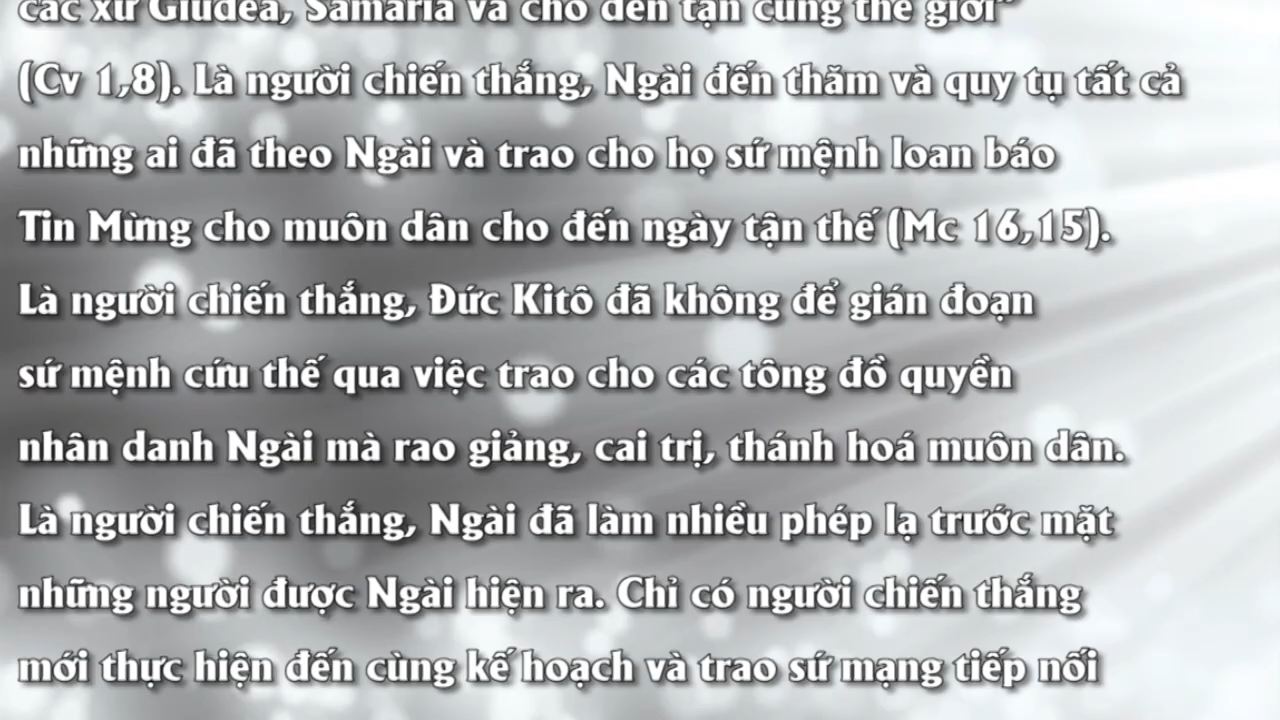 các xứ Giuđêa, Samaria và cho đến tận cùng thế giới”
(Cv 1,8). Là người chiến thắng, Ngài đến thăm và quy tụ tất cả
những ai đã theo Ngài và trao cho họ sứ mệnh loan báo
Tin Mừng cho muôn dân cho đến ngày tận thế (Mc 16,15).
Là người chiến thắng, Đức Kitô đã không để gián đoạn
sứ mệnh cứu thế qua việc trao cho các tông đồ quyền
nhân danh Ngài mà rao giảng, cai trị, thánh hoá muôn dân.
Là người chiến thắng, Ngài đã làm nhiều phép lạ trước mặt
những người được Ngài hiện ra. Chỉ có người chiến thắng
mới thực hiện đến cùng kế hoạch và trao sứ mạng tiếp nối